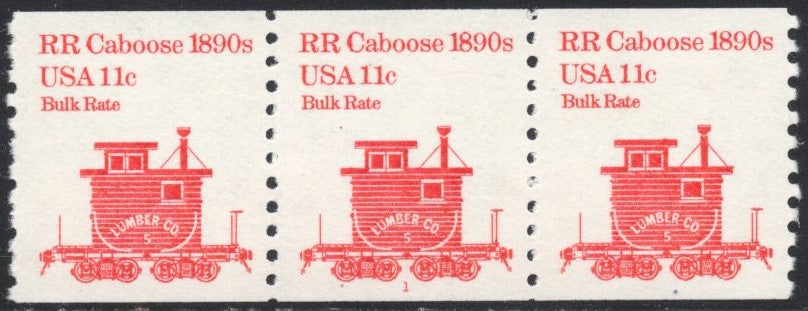 RR Caboose 1890s
USA 11c
Bulk Rate
LUMBER CO.
5
RR Caboose 1890s
USA 11c
Bulk Rate
LUMBER CO.
5
1
RR Caboose 1890s
USA 11c
Bulk Rate
LUMBER CO.
5